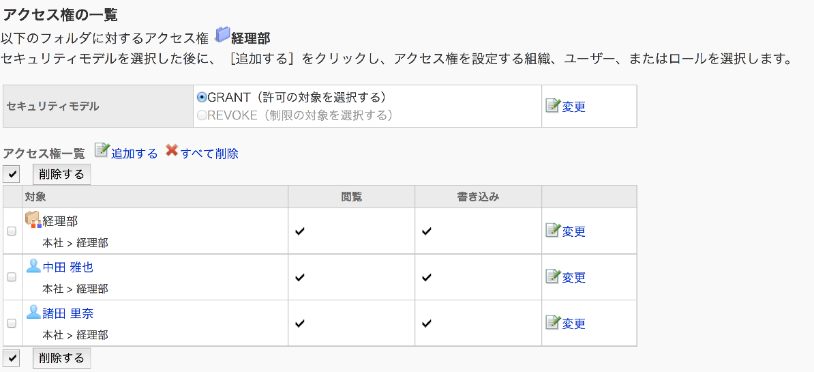 アクセス権の一覧
以下のフォルダに対するアクセス権 経理部
セキュリティモデルを選択した後に、［追加する］をクリックし、アクセス権を設定する組織、ユーザー、またはロールを選択します。
セキュリティモデル
GRANT（許可の対象を選択する）
REVOKE（制限の対象を選択する）
変更
アクセス権一覧 追加する すべて削除
削除する
対象 閲覧 書き込み
経理部
本社 > 経理部
変更
中田 雅也
本社 > 経理部
変更
諸田 里奈
本社 > 経理部
変更
削除する